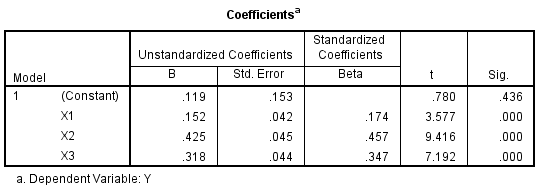 Coefficientsa
Unstandardized Coefficients Standardized Coefficients
Model B Std. Error Beta t Sig.
1 (Constant) .119 .153 .780 .436
X1 .152 .042 .174 3.577 .000
X2 .425 .045 .457 9.416 .000
X3 .318 .044 .347 7.192 .000
a. Dependent Variable: Y